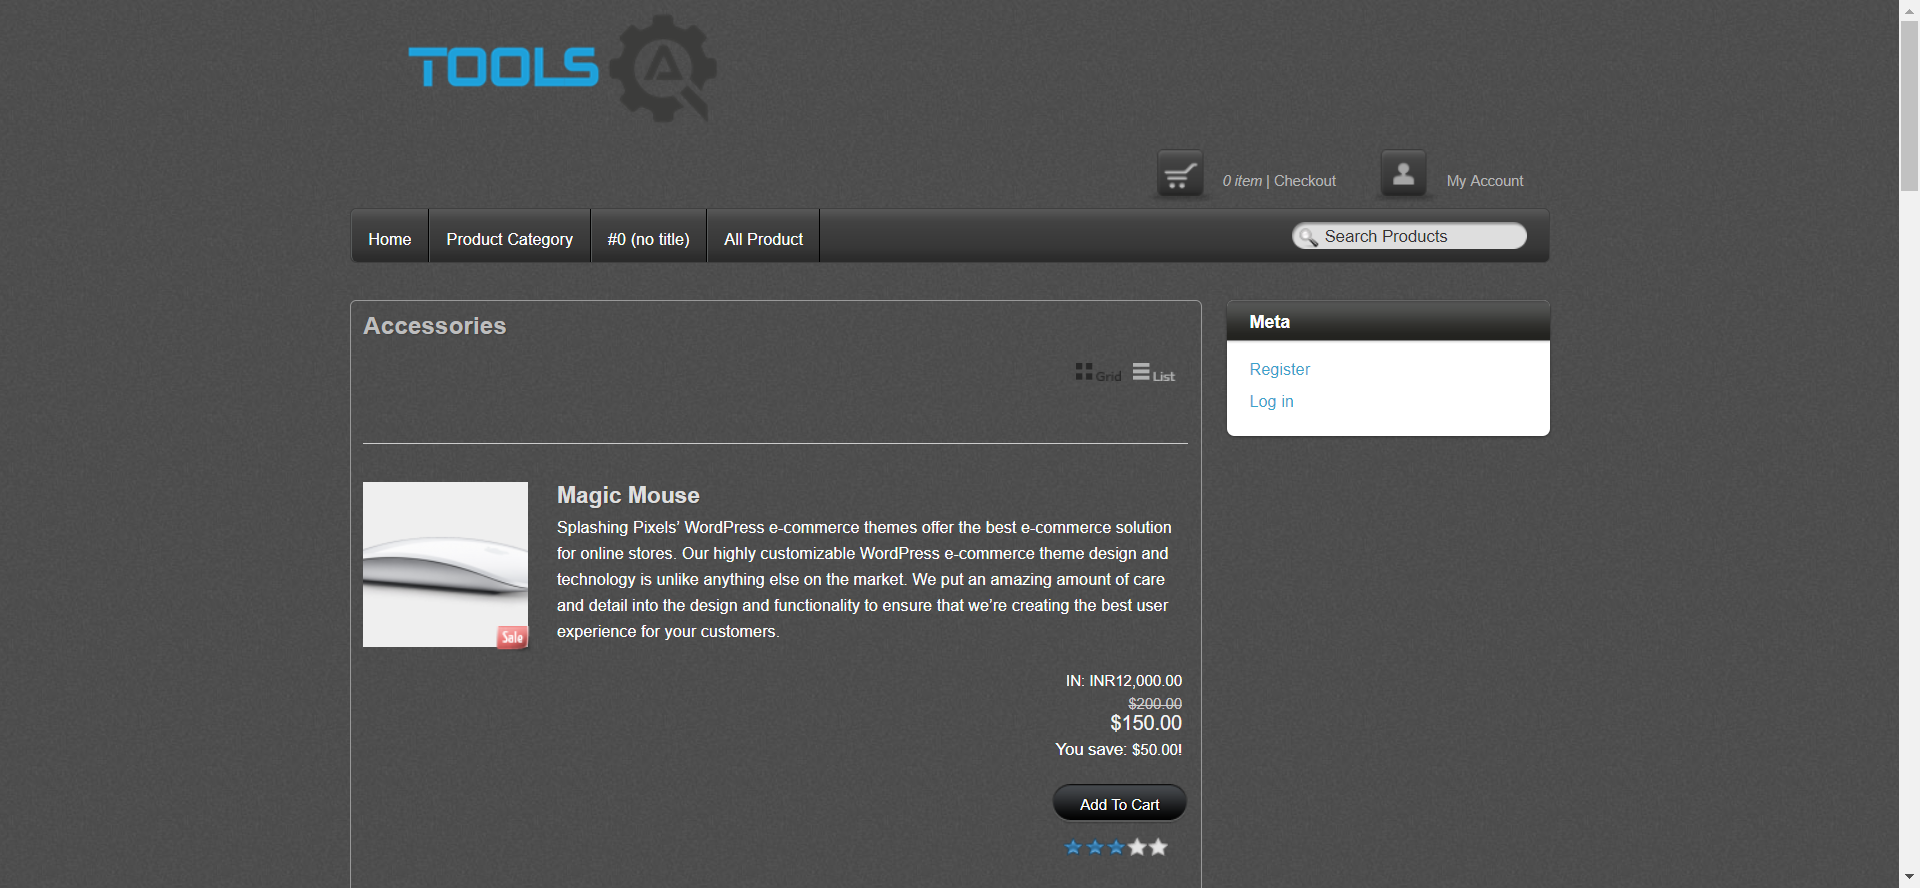 TOOLS QA
0 item | Checkout
My Account
Home
Product Category
#0 (no title)
All Product
Search Products
Accessories
Grid
List
Meta
Register
Log in
Magic Mouse
Splashing Pixels’ WordPress e-commerce themes offer the best e-commerce solution
for online stores. Our highly customizable WordPress e-commerce theme design and
technology is unlike anything else on the market. We put an amazing amount of care
and detail into the design and functionality to ensure that we’re creating the best user
experience for your customers.
Sale
IN: INR12,000.00
$200.00
$150.00
You save: $50.00!
Add To Cart